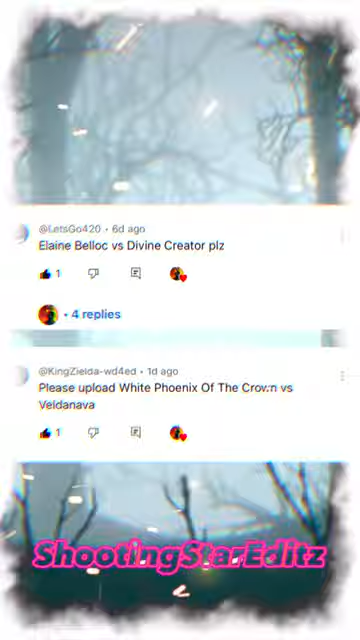 @LetsGo420 • 6d ago
Elaine Belloc vs Divine Creator plz
1
• 4 replies
@KingZielda-wd4ed • 1d ago
Please upload White Phoenix Of The Crown vs
Veldanava
1
ShootingStarEditz